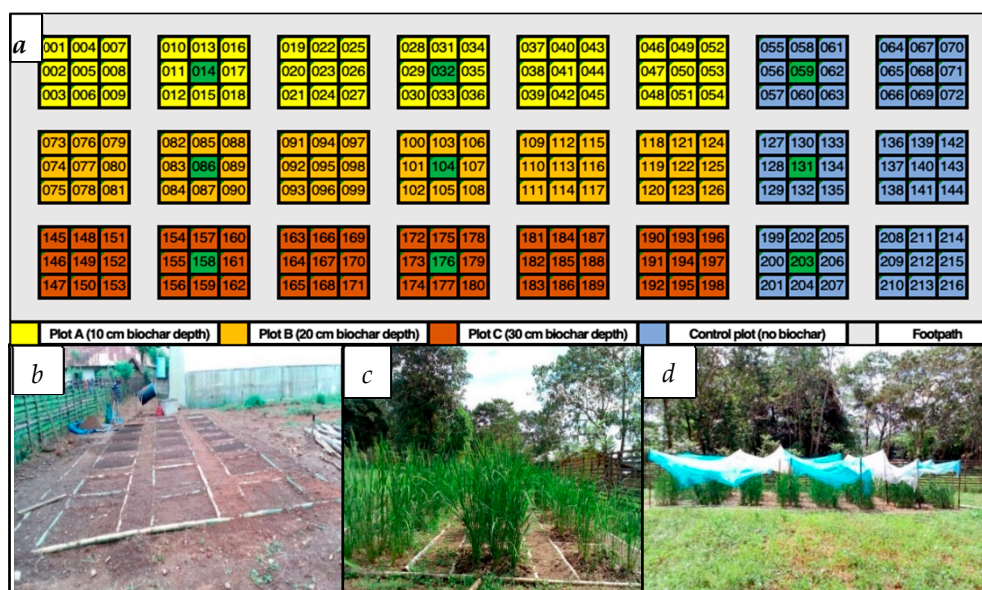 a
001 004 007 010 013 016 019 022 025 028 031 034 037 040 043 046 049 052 055 058 061 064 067 070
002 005 008 011 014 017 020 023 026 029 032 035 038 041 044 047 050 053 056 059 062 065 068 071
003 006 009 012 015 018 021 024 027 030 033 036 039 042 045 048 051 054 057 060 063 066 069 072
073 076 079 082 085 088 091 094 097 100 103 106 109 112 115 118 121 124 127 130 133 136 139 142
074 077 080 083 086 089 092 095 098 101 104 107 110 113 116 119 122 125 128 131 134 137 140 143
075 078 081 084 087 090 093 096 099 102 105 108 111 114 117 120 123 126 129 132 135 138 141 144
145 148 151 154 157 160 163 166 169 172 175 178 181 184 187 190 193 196 199 202 205 208 211 214
146 149 152 155 158 161 164 167 170 173 176 179 182 185 188 191 194 197 200 203 206 209 212 215
147 150 153 156 159 162 165 168 171 174 177 180 183 186 189 192 195 198 201 204 207 210 213 216
Plot A (10 cm biochar depth) Plot B (20 cm biochar depth) Plot C (30 cm biochar depth) Control plot (no biochar) Footpath
b c d